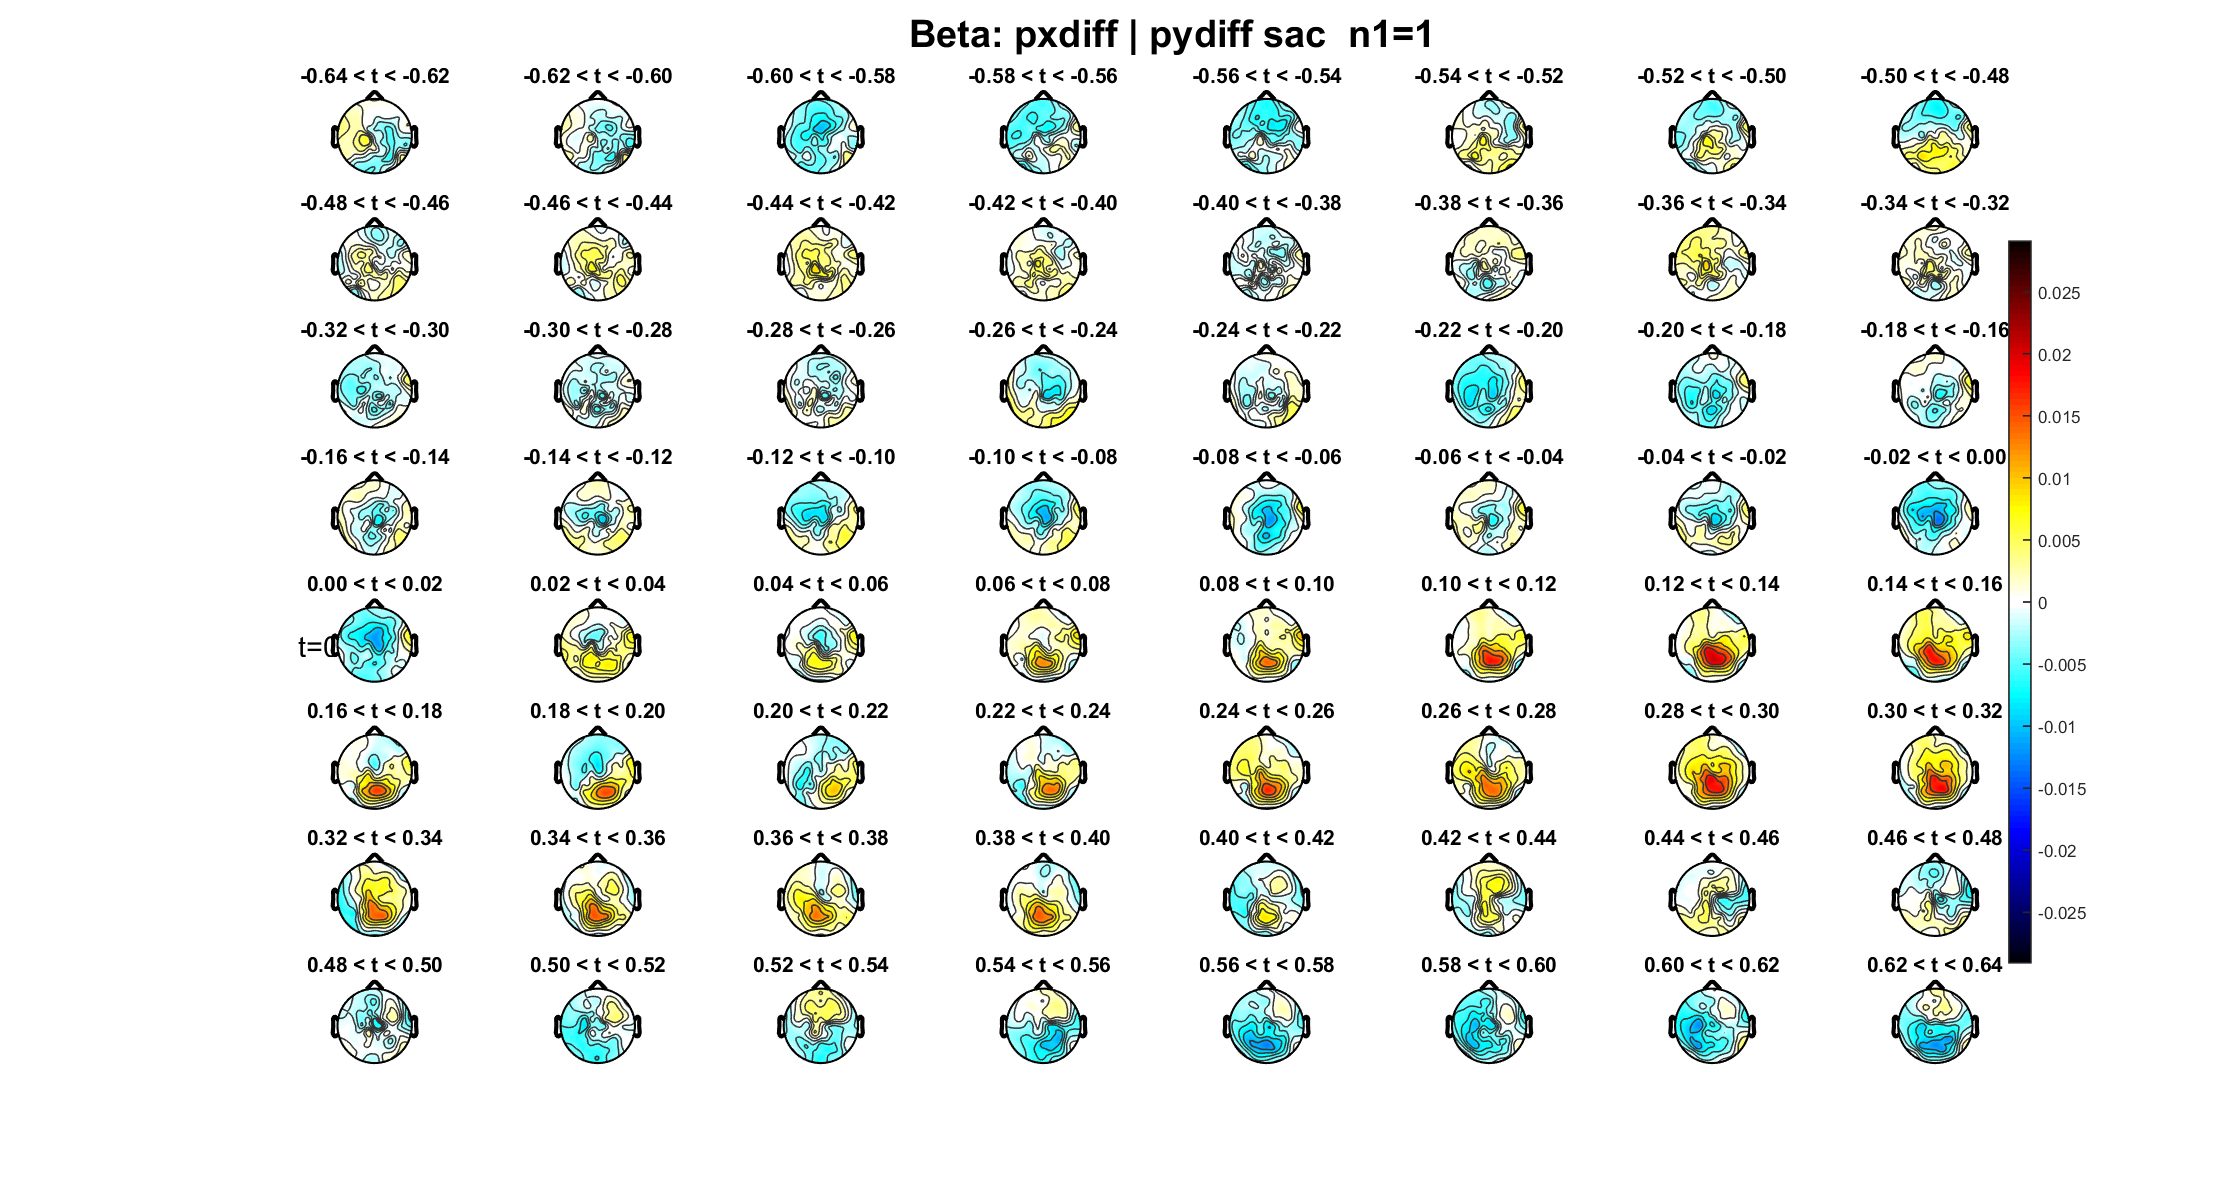 Beta: pxdiff | pydiff sac  n1=1
-0.64 < t < -0.62
-0.62 < t < -0.60
-0.60 < t < -0.58
-0.58 < t < -0.56
-0.56 < t < -0.54
-0.54 < t < -0.52
-0.52 < t < -0.50
-0.50 < t < -0.48
-0.48 < t < -0.46
-0.46 < t < -0.44
-0.44 < t < -0.42
-0.42 < t < -0.40
-0.40 < t < -0.38
-0.38 < t < -0.36
-0.36 < t < -0.34
-0.34 < t < -0.32
-0.32 < t < -0.30
-0.30 < t < -0.28
-0.28 < t < -0.26
-0.26 < t < -0.24
-0.24 < t < -0.22
-0.22 < t < -0.20
-0.20 < t < -0.18
-0.18 < t < -0.16
-0.16 < t < -0.14
-0.14 < t < -0.12
-0.12 < t < -0.10
-0.10 < t < -0.08
-0.08 < t < -0.06
-0.06 < t < -0.04
-0.04 < t < -0.02
-0.02 < t < 0.00
0.00 < t < 0.02
0.02 < t < 0.04
0.04 < t < 0.06
0.06 < t < 0.08
0.08 < t < 0.10
0.10 < t < 0.12
0.12 < t < 0.14
0.14 < t < 0.16
t=0
0.16 < t < 0.18
0.18 < t < 0.20
0.20 < t < 0.22
0.22 < t < 0.24
0.24 < t < 0.26
0.26 < t < 0.28
0.28 < t < 0.30
0.30 < t < 0.32
0.32 < t < 0.34
0.34 < t < 0.36
0.36 < t < 0.38
0.38 < t < 0.40
0.40 < t < 0.42
0.42 < t < 0.44
0.44 < t < 0.46
0.46 < t < 0.48
0.48 < t < 0.50
0.50 < t < 0.52
0.52 < t < 0.54
0.54 < t < 0.56
0.56 < t < 0.58
0.58 < t < 0.60
0.60 < t < 0.62
0.62 < t < 0.64
0.025
0.02
0.015
0.01
0.005
0
-0.005
-0.01
-0.015
-0.02
-0.025